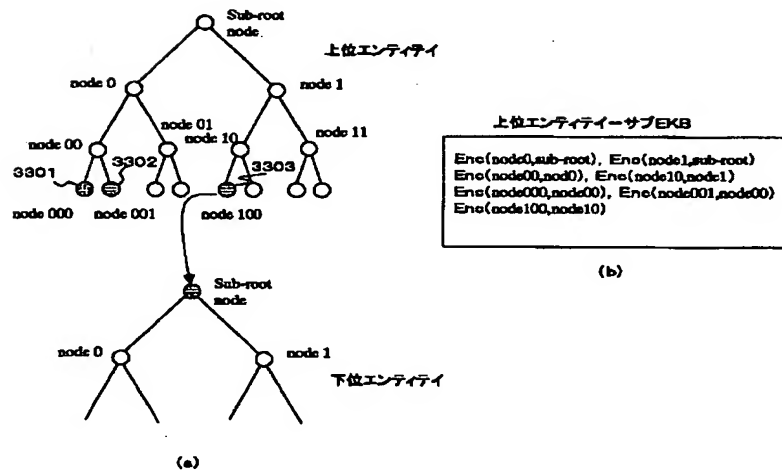 Sub-root
node.
上位エンティティ
node 0
node 1
node 00
node 01
node 10
node 11
3301
3302
3303
node 000
node 001
node 100
Sub-root
node
node 0
node 1
下位エンティティ
(a)
上位エンティティーサブEKB
Enc(node0,sub-root), Enc(node1,sub-root)
Enc(node00,nod0), Enc(node10,node1)
Enc(node000,node00), Enc(node001,node00)
Enc(node100,node10)
(b)